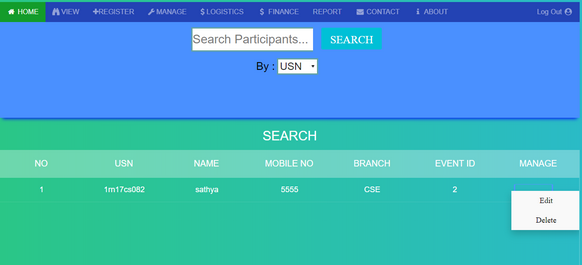 HOME VIEW REGISTER MANAGE LOGISTICS FINANCE REPORT CONTACT ABOUT Log Out
Search Participants... SEARCH
By : USN
SEARCH
NO USN NAME MOBILE NO BRANCH EVENT ID MANAGE
1 1m17cs082 sathya 5555 CSE 2
Edit
Delete